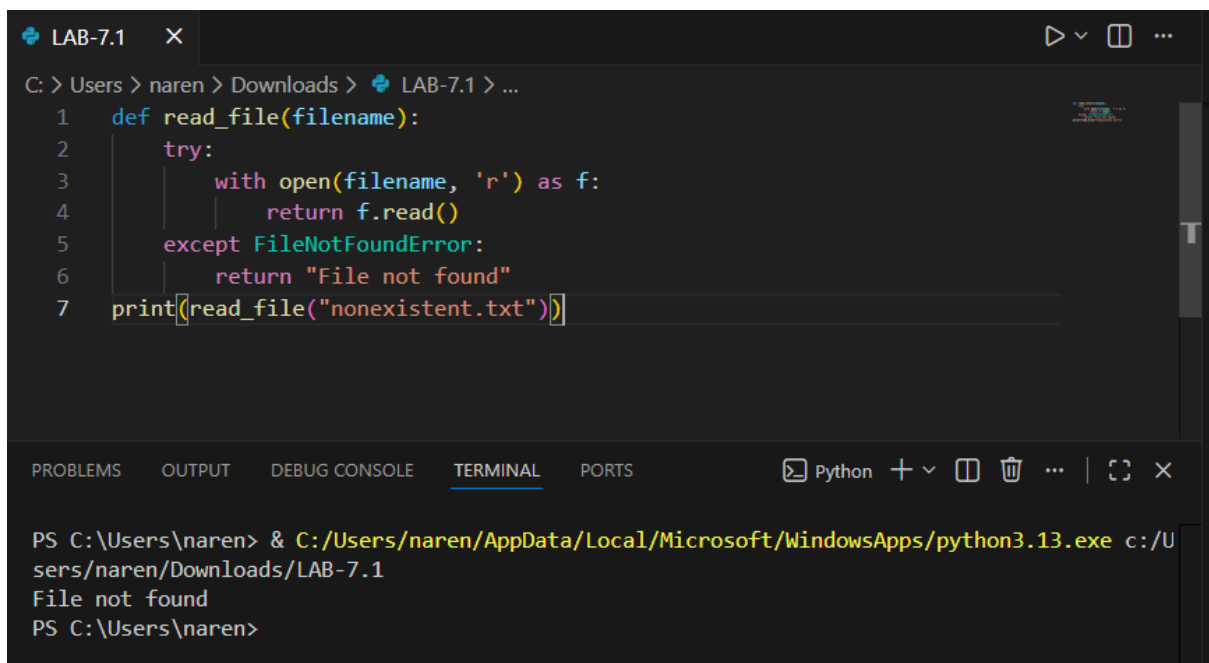 LAB-7.1
C: > Users > naren > Downloads > LAB-7.1 > ...
1 def read_file(filename):
2     try:
3         with open(filename, 'r') as f:
4             return f.read()
5     except FileNotFoundError:
6         return "File not found"
7 print(read_file("nonexistent.txt"))
PROBLEMS OUTPUT DEBUG CONSOLE TERMINAL PORTS Python
PS C:\Users\naren> & C:/Users/naren/AppData/Local/Microsoft/WindowsApps/python3.13.exe c:/U
sers/naren/Downloads/LAB-7.1
File not found
PS C:\Users\naren>